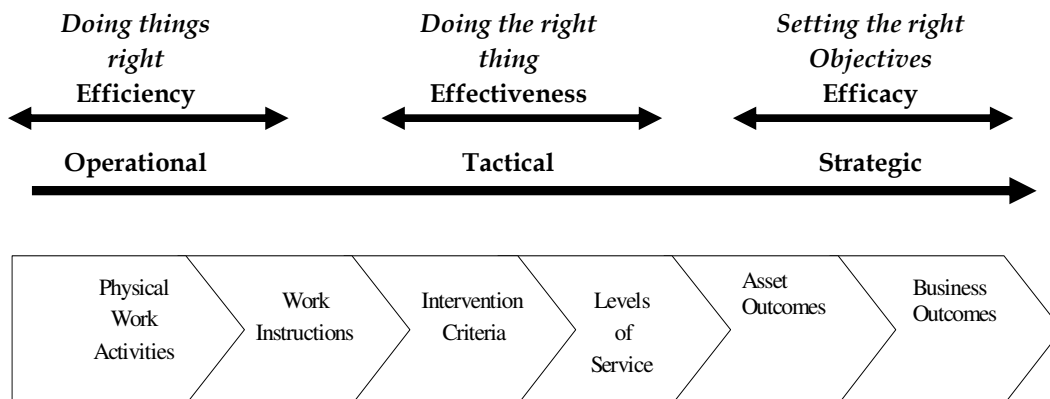 Doing things
right
Efficiency
Doing the right
thing
Effectiveness
Setting the right
Objectives
Efficacy
Operational
Tactical
Strategic
Physical
Work
Activities
Work
Instructions
Intervention
Criteria
Levels
of
Service
Asset
Outcomes
Business
Outcomes